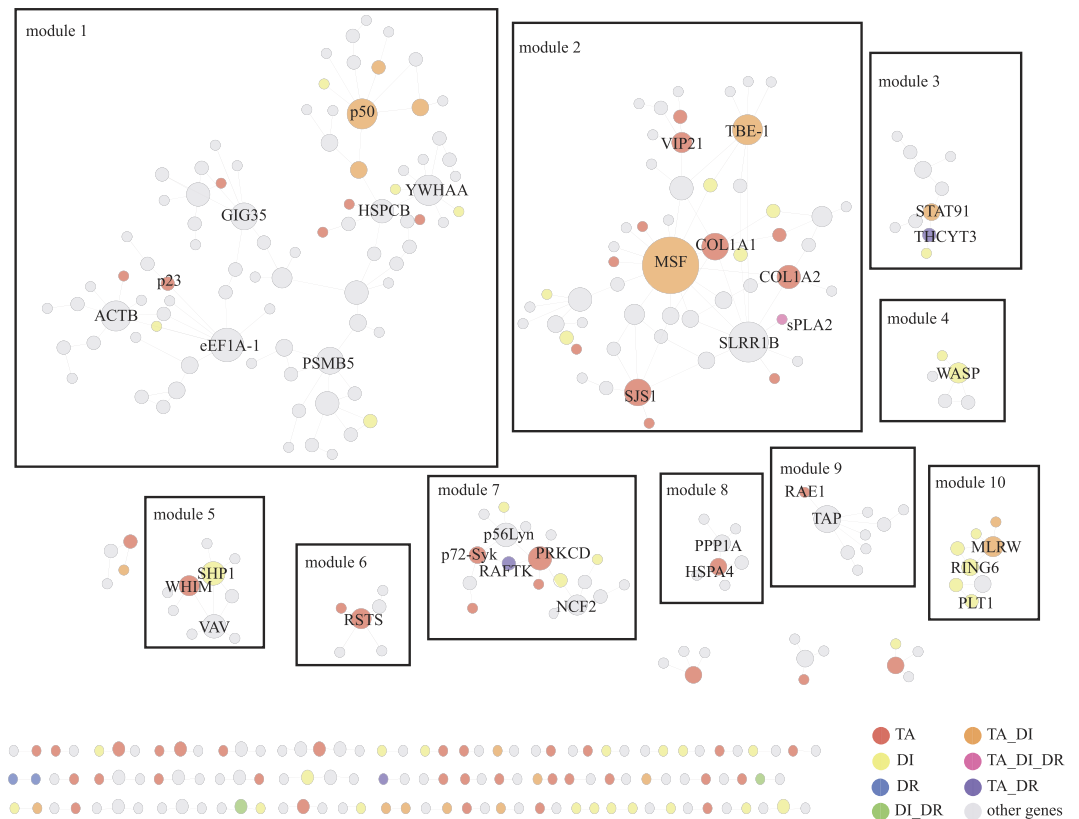 module 1
p50
YWHAA
HSPCB
GIG35
p23
ACTB
eEF1A-1
PSMB5
module 2
VIP21
TBE-1
COL1A1
MSF
COL1A2
sPLA2
SLRR1B
SJS1
module 3
STAT91
THCYT3
module 4
WASP
module 5
SHP1
WHIM
VAV
module 6
RSTS
module 7
p56Lyn
p72-Syk
PRKCD
RAFTK
NCF2
module 8
PPP1A
HSPA4
module 9
RAE1
TAP
module 10
MLRW
RING6
PLT1
TA
DI
DR
DI_DR
TA_DI
TA_DI_DR
TA_DR
other genes